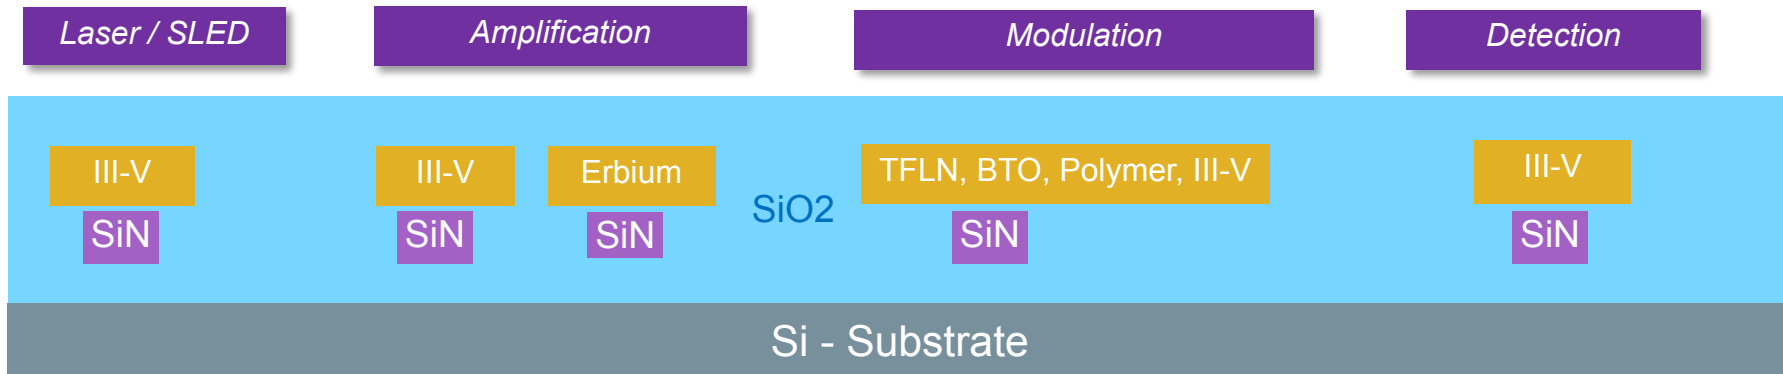 Laser / SLED
Amplification
Modulation
Detection
III-V
III-V
Erbium
TFLN, BTO, Polymer, III-V
III-V
SiO2
SiN
SiN
SiN
SiN
SiN
Si - Substrate